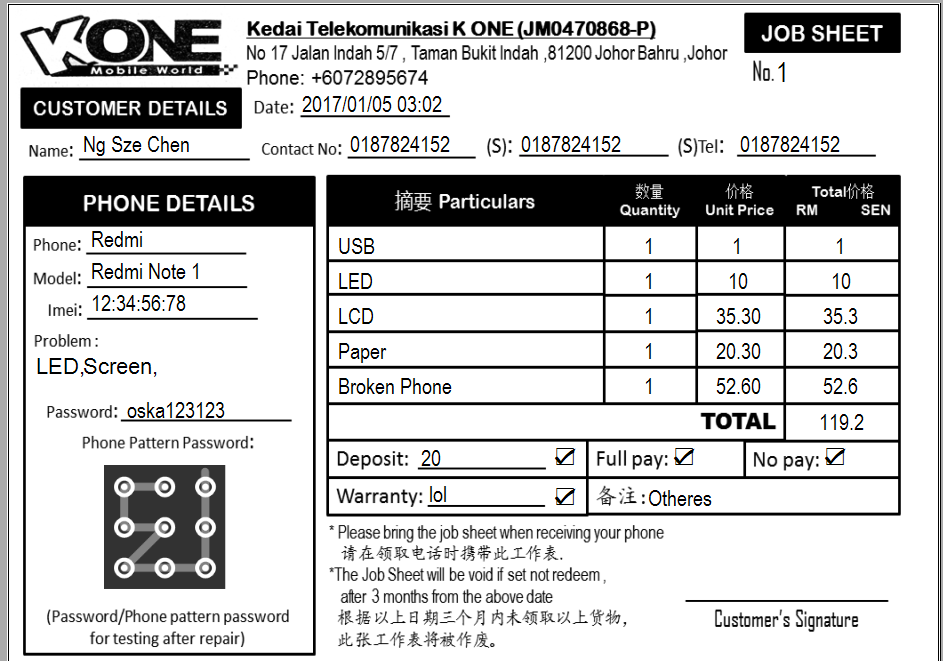 KONE
Mobile World
Kedai Telekomunikasi K ONE (JM0470868-P)
No 17 Jalan Indah 5/7 , Taman Bukit Indah ,81200 Johor Bahru ,Johor
Phone: +6072895674
JOB SHEET
No. 1
CUSTOMER DETAILS
Date: 2017/01/05 03:02
Name: Ng Sze Chen Contact No: 0187824152 (S): 0187824152 (S)Tel: 0187824152
PHONE DETAILS
Phone: Redmi
Model: Redmi Note 1
Imei: 12:34:56:78
Problem :
LED,Screen,
Password: oska123123
Phone Pattern Password:
(Password/Phone pattern password
for testing after repair)
摘要 Particulars 数量 Quantity 价格 Unit Price Total价格 RM SEN
USB 1 1 1
LED 1 10 10
LCD 1 35.30 35.3
Paper 1 20.30 20.3
Broken Phone 1 52.60 52.6
TOTAL 119.2
Deposit: 20 Full pay: No pay:
Warranty: lol 备注:Otheres
* Please bring the job sheet when receiving your phone
请在领取电话时携带此工作表.
*The Job Sheet will be void if set not redeem ,
after 3 months from the above date
根据以上日期三个月内未领取以上货物，
此张工作表将被作废。
Customer's Signature